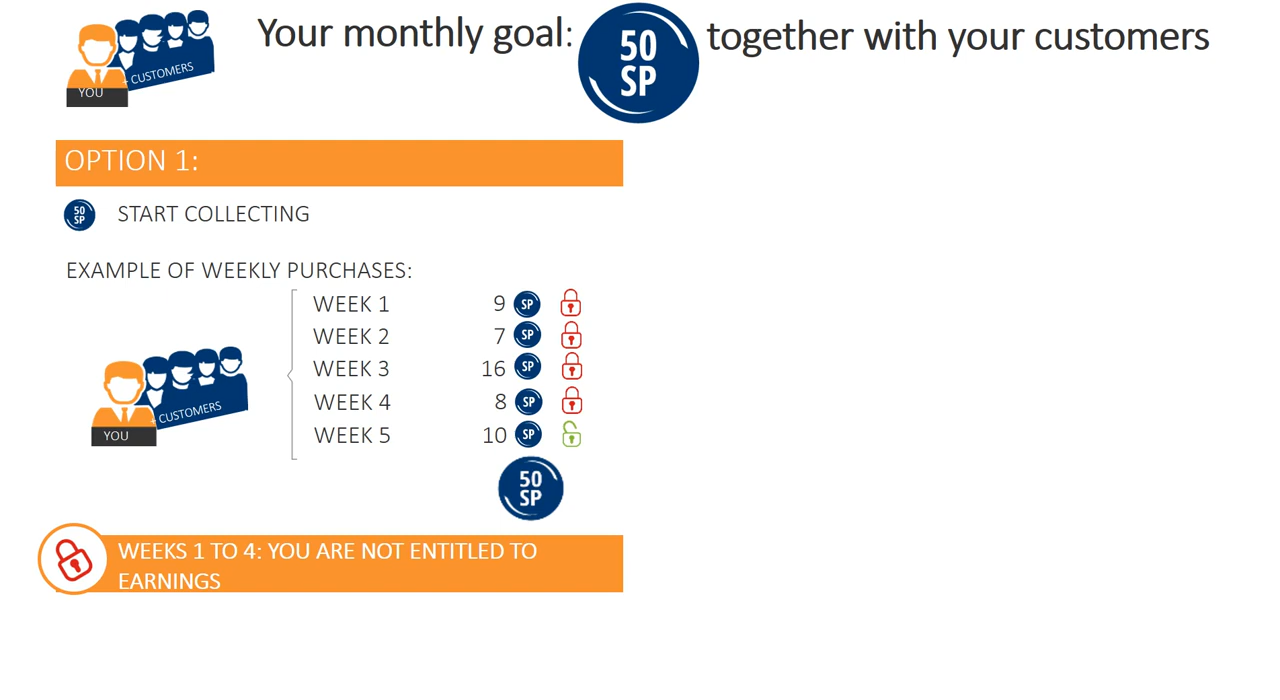 Your monthly goal: 50 SP together with your customers
YOU + CUSTOMERS
OPTION 1:
50 SP START COLLECTING
EXAMPLE OF WEEKLY PURCHASES:
WEEK 1 9 SP
WEEK 2 7 SP
WEEK 3 16 SP
WEEK 4 8 SP
WEEK 5 10 SP
YOU + CUSTOMERS
50 SP
WEEKS 1 TO 4: YOU ARE NOT ENTITLED TO
EARNINGS